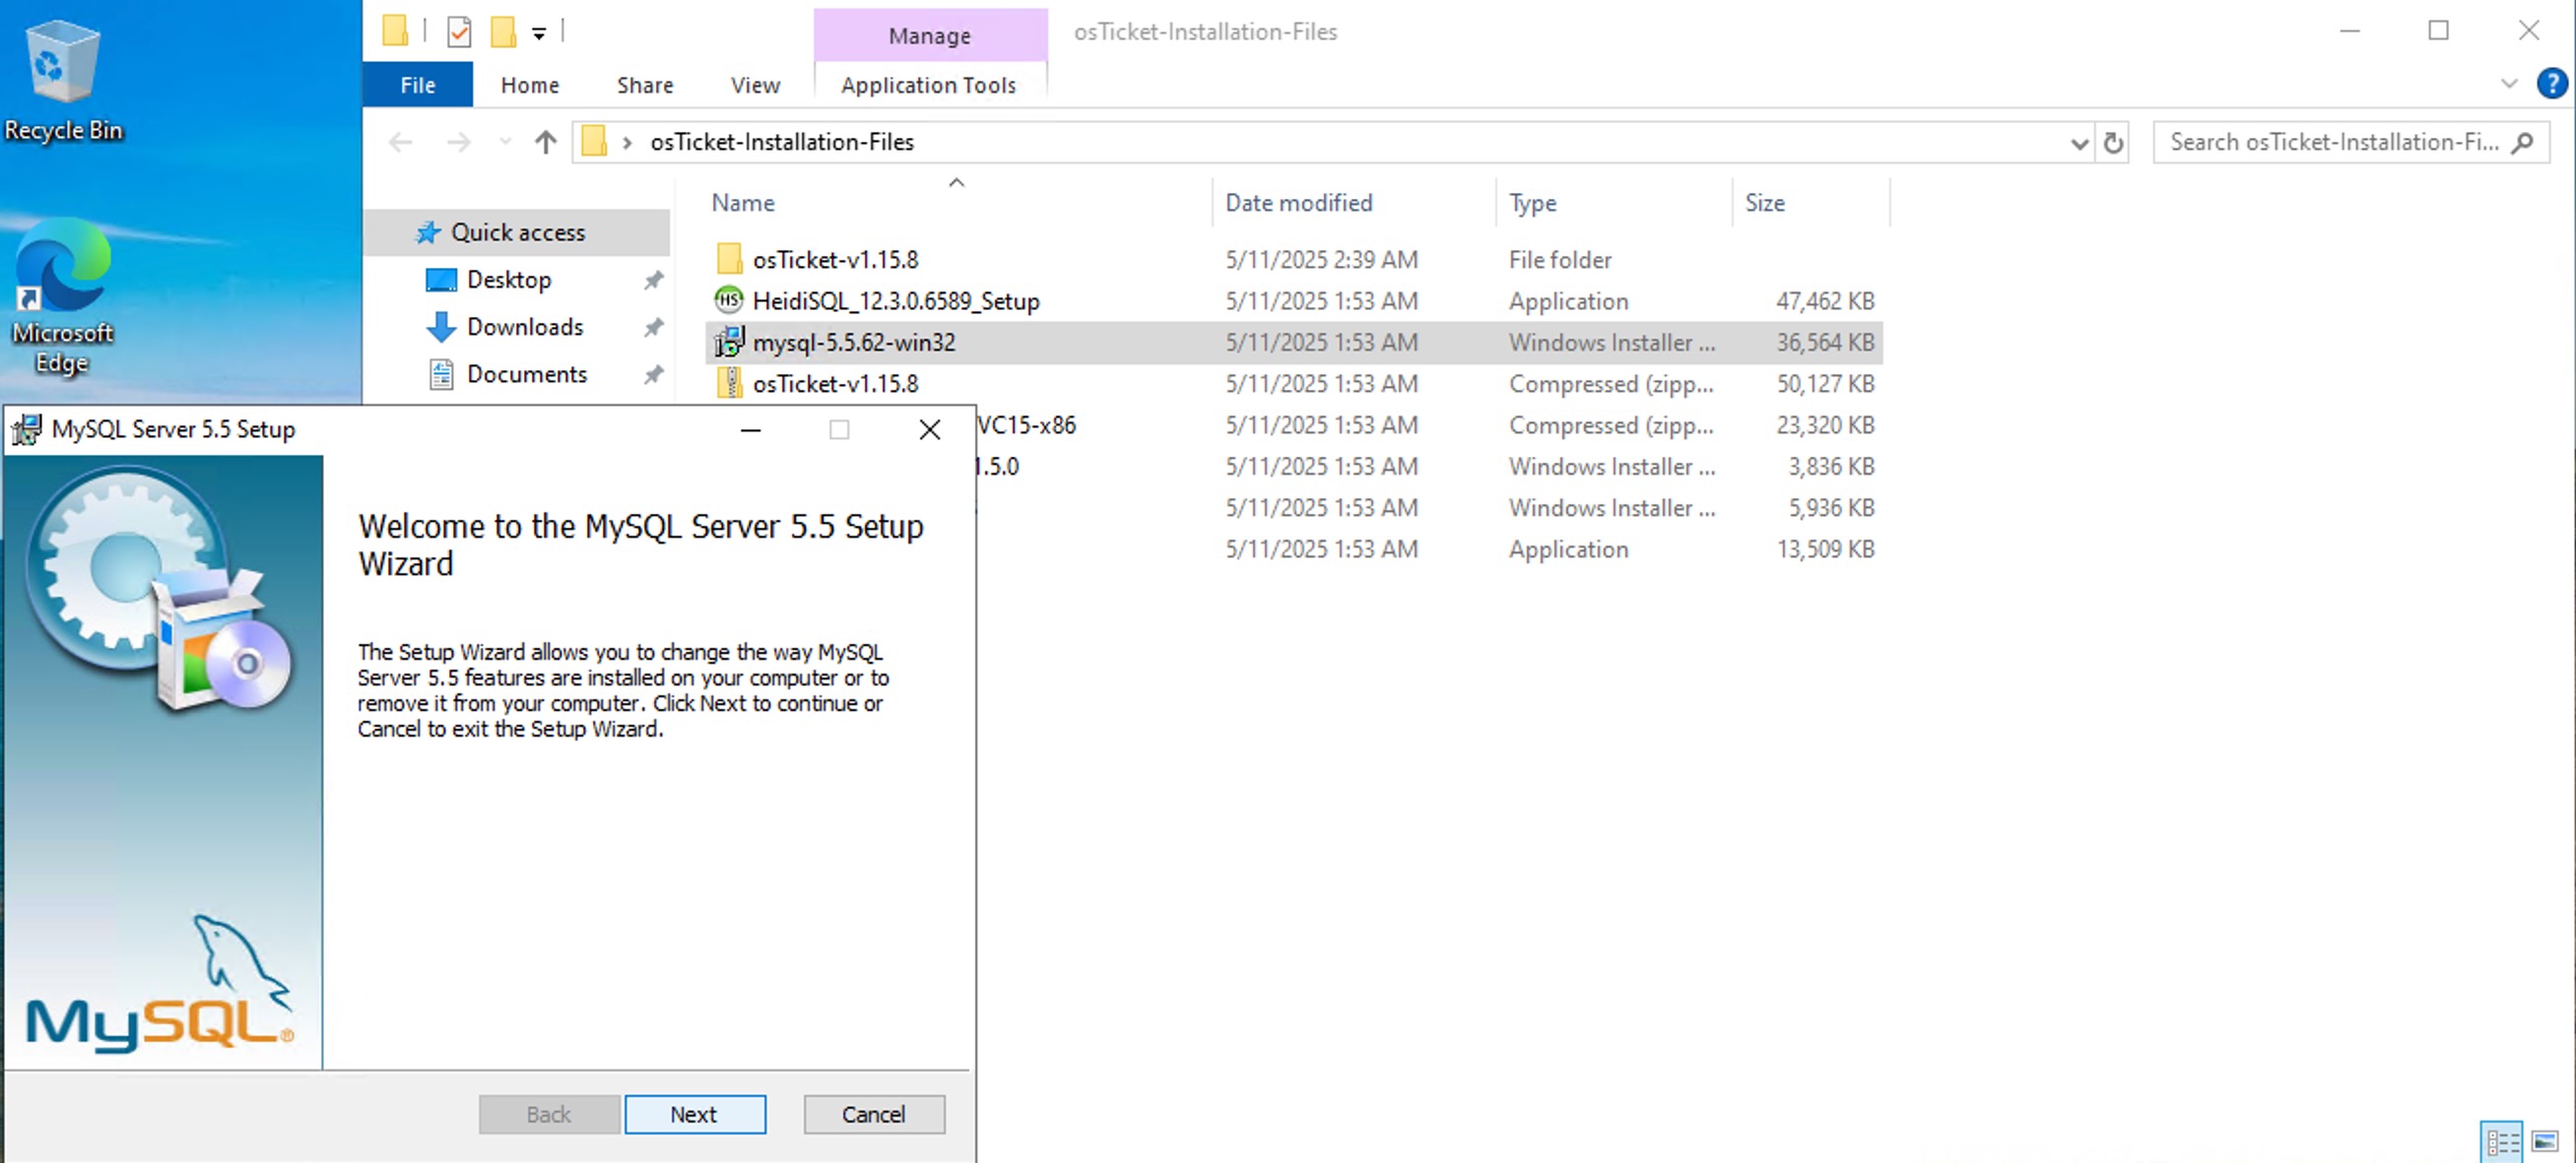 Recycle Bin
Microsoft
Edge
Manage
osTicket-Installation-Files
File
Home
Share
View
Application Tools
?
osTicket-Installation-Files
Search osTicket-Installation-Fi...
Quick access
Desktop
Downloads
Documents
Name
Date modified
Type
Size
osTicket-v1.15.8 5/11/2025 2:39 AM File folder
HS HeidiSQL_12.3.0.6589_Setup 5/11/2025 1:53 AM Application 47,462 KB
mysql-5.5.62-win32 5/11/2025 1:53 AM Windows Installer ... 36,564 KB
osTicket-v1.15.8 5/11/2025 1:53 AM Compressed (zipp... 50,127 KB
VC15-x86 5/11/2025 1:53 AM Compressed (zipp... 23,320 KB
1.5.0 5/11/2025 1:53 AM Windows Installer ... 3,836 KB
5/11/2025 1:53 AM Windows Installer ... 5,936 KB
5/11/2025 1:53 AM Application 13,509 KB
MySQL Server 5.5 Setup
Welcome to the MySQL Server 5.5 Setup
Wizard
The Setup Wizard allows you to change the way MySQL
Server 5.5 features are installed on your computer or to
remove it from your computer. Click Next to continue or
Cancel to exit the Setup Wizard.
MySQL®
Back
Next
Cancel